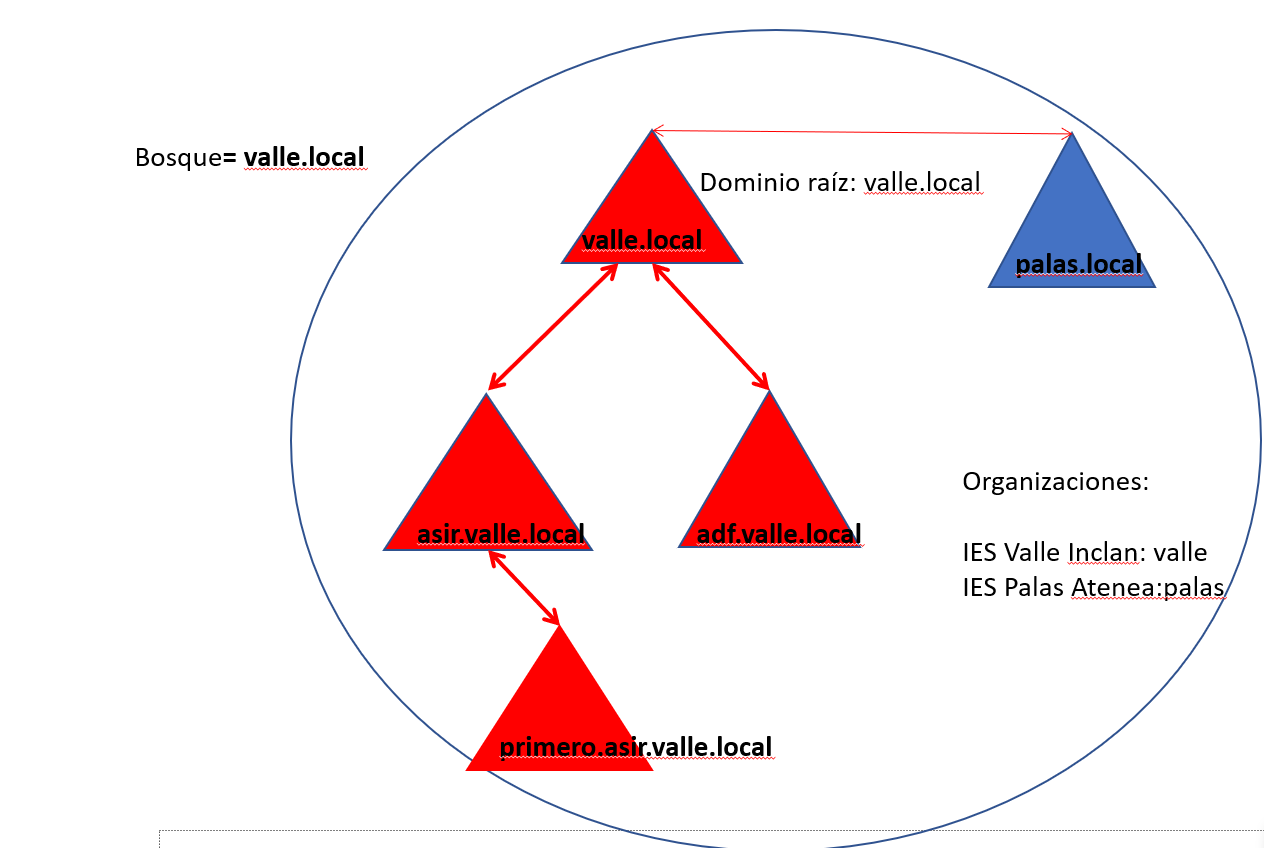 Bosque= valle.local
Dominio raíz: valle.local
valle.local
palas.local
asir.valle.local
adf.valle.local
Organizaciones:
IES Valle Inclan: valle
IES Palas Atenea:palas
primero.asir.valle.local